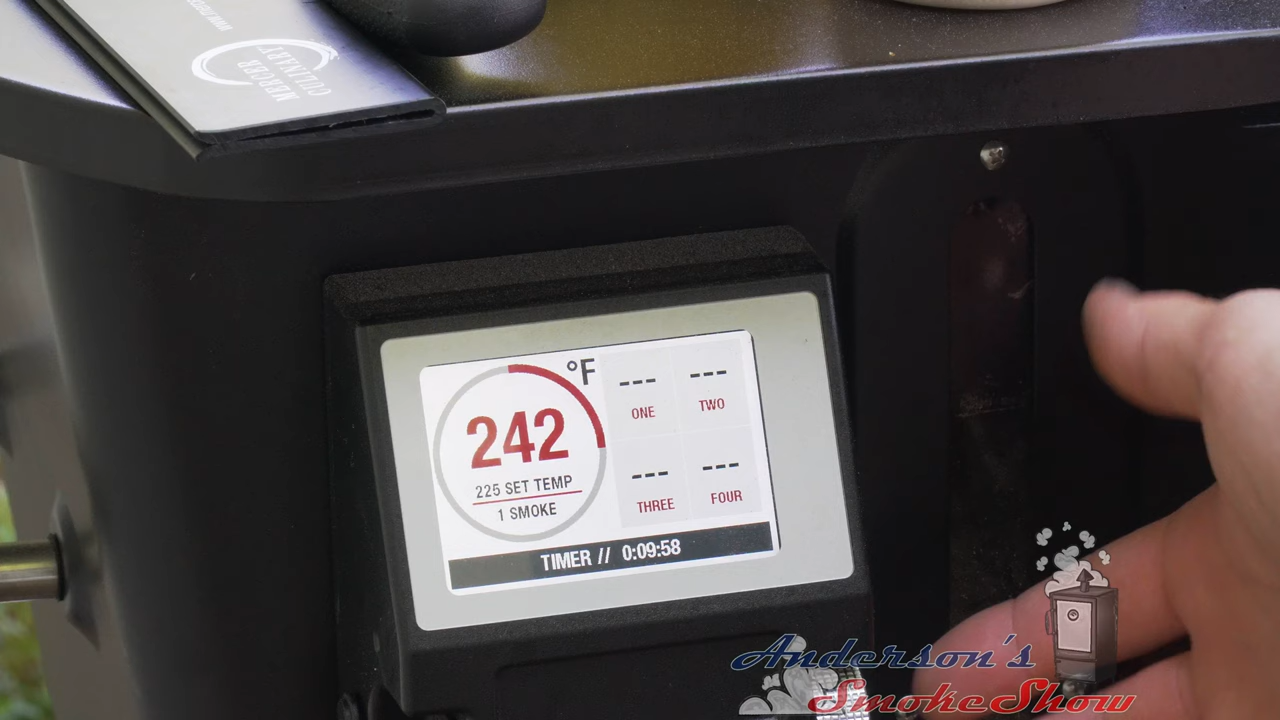 MERCER
CULINARY
°F
242
225 SET TEMP
1 SMOKE
---
ONE
---
TWO
---
THREE
---
FOUR
TIMER // 0:09:58
Anderson's
SmokeShow